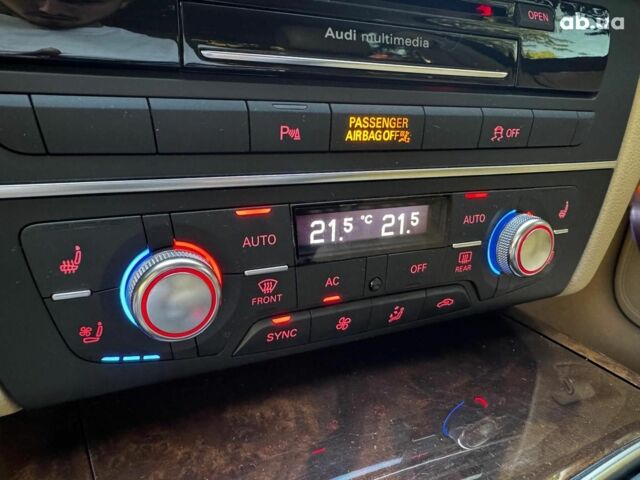 ab.ua
OPEN
Audi multimedia
P
PASSENGER
AIRBAG OFF
OFF
AUTO
21.5 °C 21.5
AUTO
AC
OFF
REAR
FRONT
SYNC